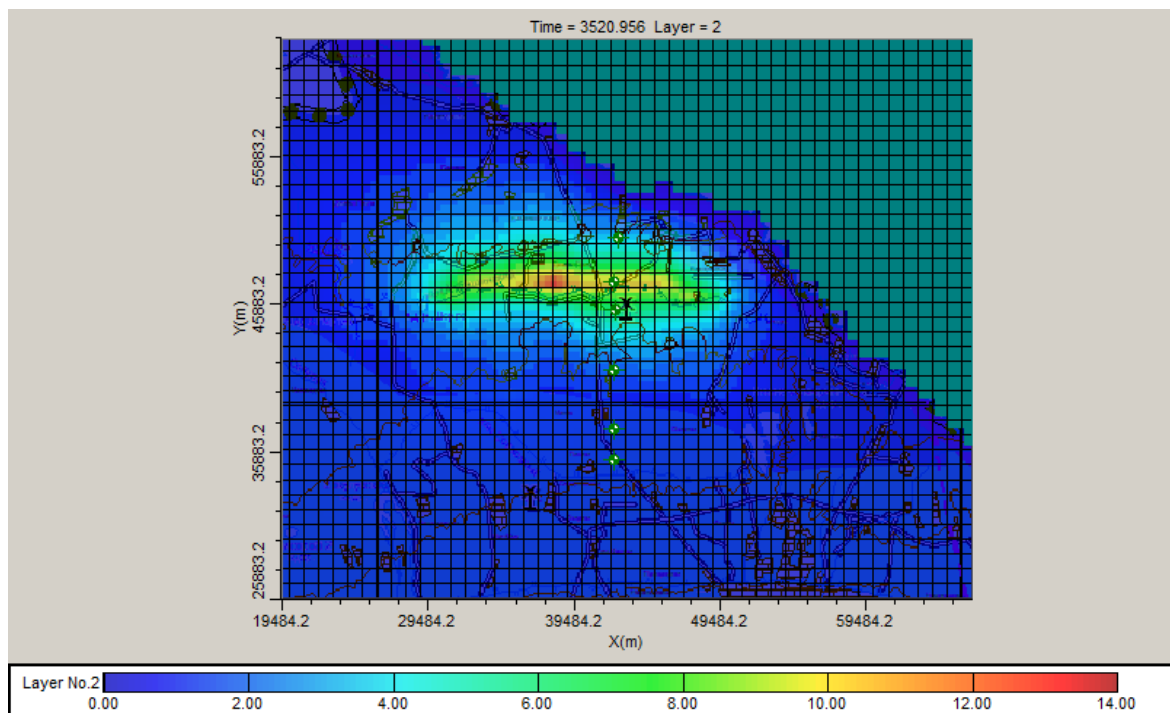 Time = 3520.956 Layer = 2
55883.2
45883.2
Y(m)
35883.2
25883.2
19484.2 29484.2 39484.2 49484.2 59484.2
X(m)
Layer No.2
0.00 2.00 4.00 6.00 8.00 10.00 12.00 14.00